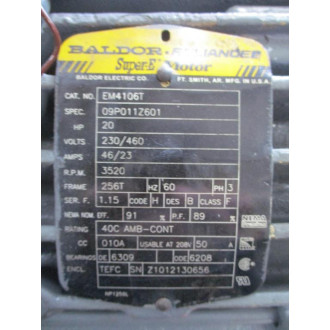 BALDOR • RELIANCER
Super-E Motor
BALDOR ELECTRIC CO. FT. SMITH, AR. MFG. IN U.S.A.
CAT. NO. EM4106T
SPEC. 09P011Z601
HP 20
VOLTS 230/460
AMPS 46/23
R.P.M. 3520
FRAME 256T HZ 60 PH 3
SER. F. 1.15 CODE H DES B CLASS F
NEMA NOM. EFF. 91 % P.F. 89 %
RATING 40C AMB-CONT
CC 010A USABLE AT 208V 50 A
BEARINGS DE 6309 ODE 6208
ENCL. TEFC SN Z1012130656